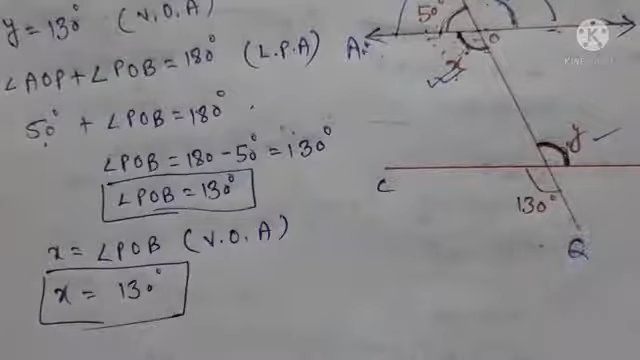 y = 130° (V.O.A)
∠AOP + ∠POB = 180° (L.P.A)
50° + ∠POB = 180°
∠POB = 180 - 50° = 130°
∠POB = 130°
x = ∠POB (V.O.A)
x = 130°
50°
A
O
x
y
C
130°
Q